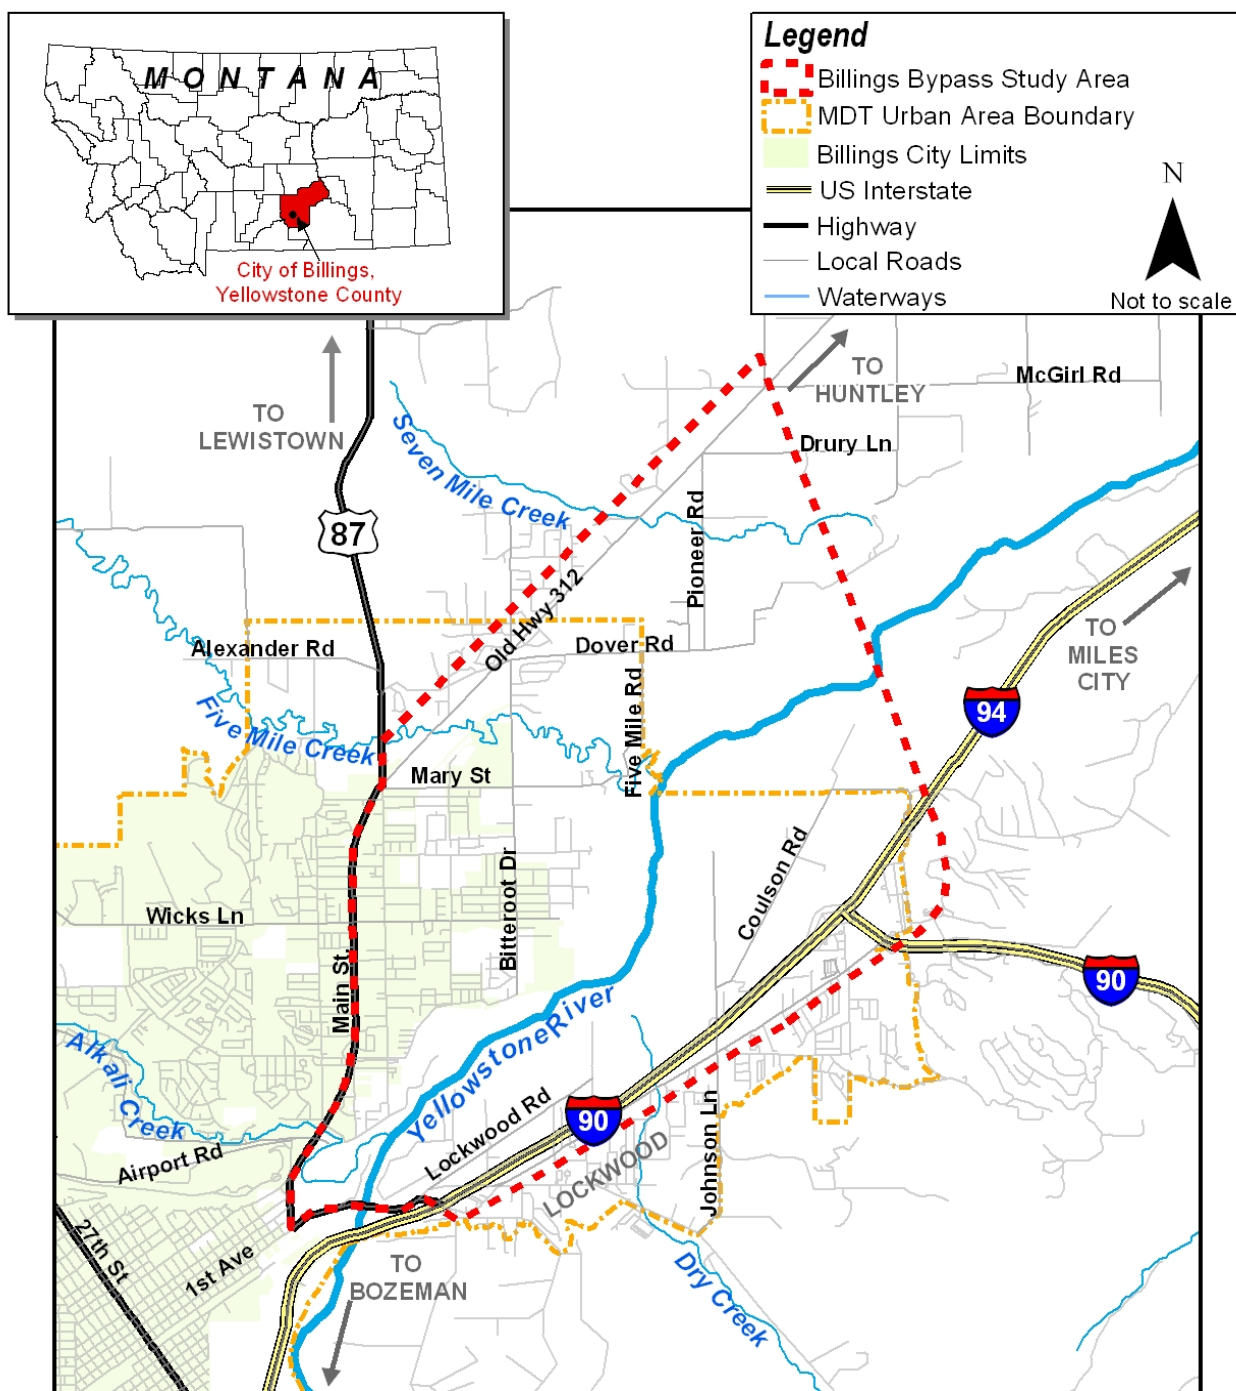 MONTANA
City of Billings,
Yellowstone County
Legend
Billings Bypass Study Area
MDT Urban Area Boundary
Billings City Limits
US Interstate
Highway
Local Roads
Waterways
N
Not to scale
TO
HUNTLEY
McGirl Rd
TO
LEWISTOWN
Drury Ln
Seven Mile Creek
87
Pioneer Rd
Old Hwy 312
Alexander Rd
Dover Rd
TO
MILES
CITY
Five Mile Creek
Five Mile Rd
94
Mary St
Coulson Rd
Bitteroot Dr
Wicks Ln
Main St.
90
Yellowstone River
Alkali Creek
Lockwood Rd
90
Johnson Ln
LOCKWOOD
Airport Rd
27th St
1st Ave
TO
BOZEMAN
Dry Creek